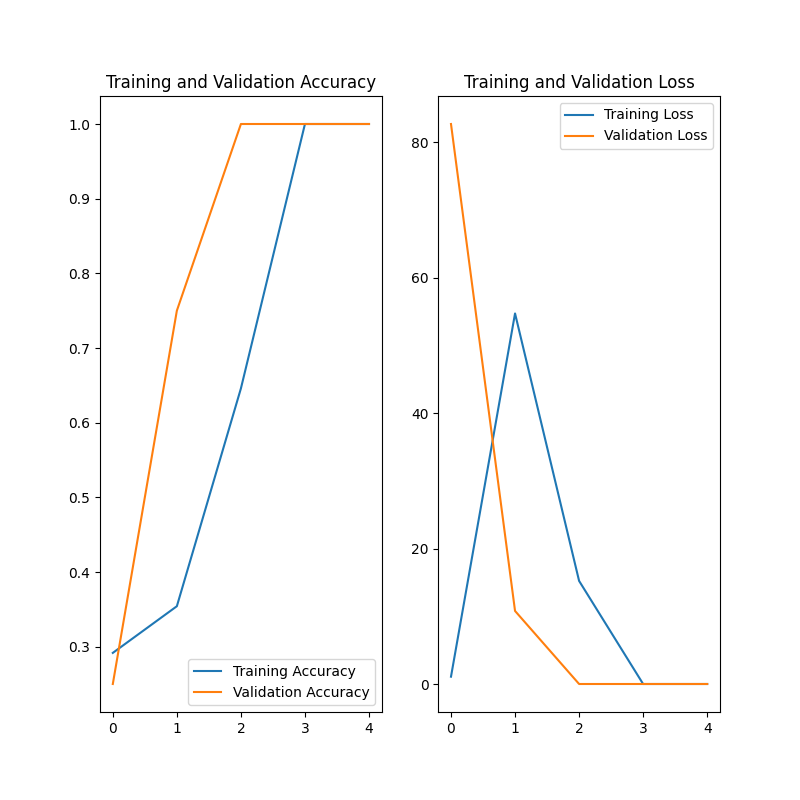 Training and Validation Accuracy
1.0
0.9
0.8
0.7
0.6
0.5
0.4
0.3
Training Accuracy
Validation Accuracy
0 1 2 3 4
Training and Validation Loss
Training Loss
Validation Loss
80
60
40
20
0
0 1 2 3 4